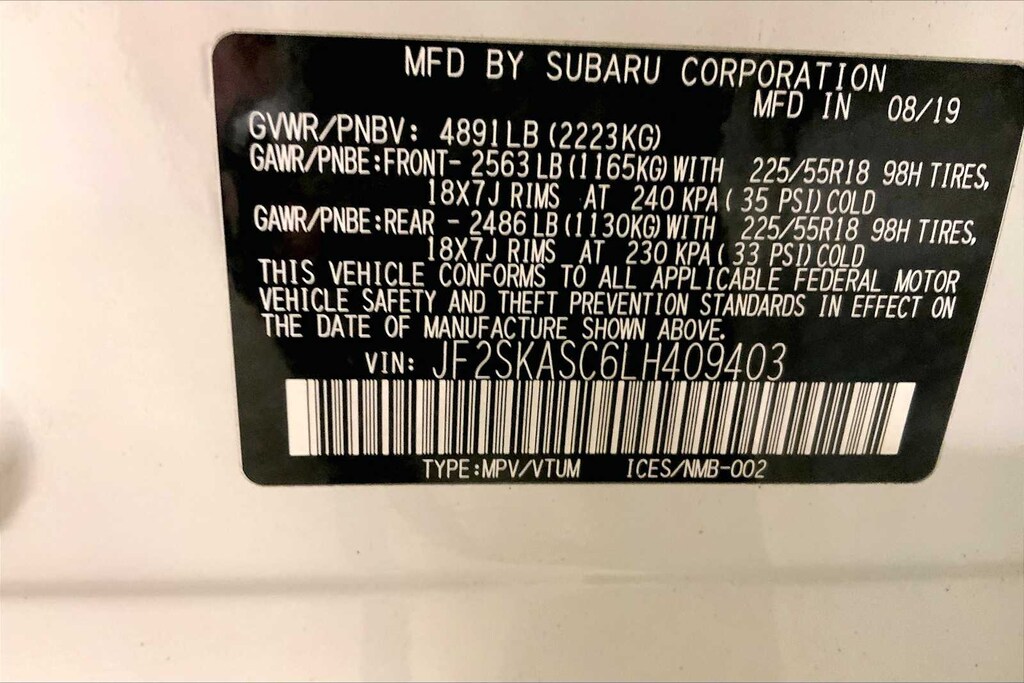 MFD BY SUBARU CORPORATION
MFD IN 08/19
GVWR/PNBV: 4891LB (2223KG)
GAWR/PNBE:FRONT- 2563 LB (1165KG) WITH 225/55R18 98H TIRES,
18X7J RIMS AT 240 KPA ( 35 PSI) COLD
GAWR/PNBE:REAR - 2486 LB (1130KG) WITH 225/55R18 98H TIRES,
18X7J RIMS AT 230 KPA ( 33 PSI) COLD
THIS VEHICLE CONFORMS TO ALL APPLICABLE FEDERAL MOTOR
VEHICLE SAFETY AND THEFT PREVENTION STANDARDS IN EFFECT ON
THE DATE OF MANUFACTURE SHOWN ABOVE.
VIN: JF2SKASC6LH409403
TYPE:MPV/VTUM ICES/NMB-002